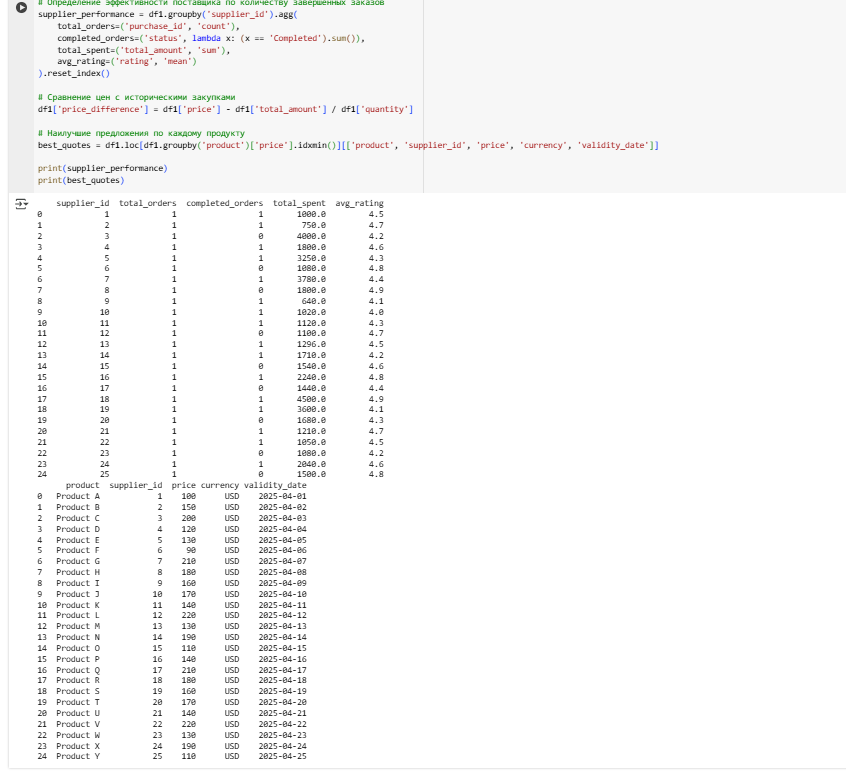 # Определение эффективности поставщика по количеству завершенных заказов
supplier_performance = df1.groupby('supplier_id').agg(
    total_orders=('purchase_id', 'count'),
    completed_orders=('status', lambda x: (x == 'Completed').sum()),
    total_spent=('total_amount', 'sum'),
    avg_rating=('rating', 'mean')
).reset_index()
# Сравнение цен с историческими закупками
df1['price_difference'] = df1['price'] - df1['total_amount'] / df1['quantity']
# Наилучшие предложения по каждому продукту
best_quotes = df1.loc[df1.groupby('product')['price'].idxmin()][['product', 'supplier_id', 'price', 'currency', 'validity_date']]
print(supplier_performance)
print(best_quotes)
supplier_id total_orders completed_orders total_spent avg_rating
0 1 1 1 1000.0 4.5
1 2 1 1 750.0 4.7
2 3 1 0 4000.0 4.2
3 4 1 1 1800.0 4.6
4 5 1 1 3250.0 4.3
5 6 1 0 1080.0 4.8
6 7 1 1 3780.0 4.4
7 8 1 0 1800.0 4.9
8 9 1 1 640.0 4.1
9 10 1 1 1020.0 4.0
10 11 1 1 1120.0 4.3
11 12 1 0 1100.0 4.7
12 13 1 1 1296.0 4.5
13 14 1 1 1710.0 4.2
14 15 1 0 1540.0 4.6
15 16 1 1 2240.0 4.8
16 17 1 0 1440.0 4.4
17 18 1 1 4500.0 4.9
18 19 1 1 3600.0 4.1
19 20 1 0 1680.0 4.3
20 21 1 1 1210.0 4.7
21 22 1 1 1050.0 4.5
22 23 1 0 1080.0 4.2
23 24 1 1 2040.0 4.6
24 25 1 0 1500.0 4.8
product supplier_id price currency validity_date
0 Product A 1 100 USD 2025-04-01
1 Product B 2 150 USD 2025-04-02
2 Product C 3 200 USD 2025-04-03
3 Product D 4 120 USD 2025-04-04
4 Product E 5 130 USD 2025-04-05
5 Product F 6 90 USD 2025-04-06
6 Product G 7 210 USD 2025-04-07
7 Product H 8 180 USD 2025-04-08
8 Product I 9 160 USD 2025-04-09
9 Product J 10 170 USD 2025-04-10
10 Product K 11 140 USD 2025-04-11
11 Product L 12 220 USD 2025-04-12
12 Product M 13 130 USD 2025-04-13
13 Product N 14 190 USD 2025-04-14
14 Product O 15 110 USD 2025-04-15
15 Product P 16 140 USD 2025-04-16
16 Product Q 17 210 USD 2025-04-17
17 Product R 18 180 USD 2025-04-18
18 Product S 19 160 USD 2025-04-19
19 Product T 20 170 USD 2025-04-20
20 Product U 21 140 USD 2025-04-21
21 Product V 22 220 USD 2025-04-22
22 Product W 23 130 USD 2025-04-23
23 Product X 24 190 USD 2025-04-24
24 Product Y 25 110 USD 2025-04-25